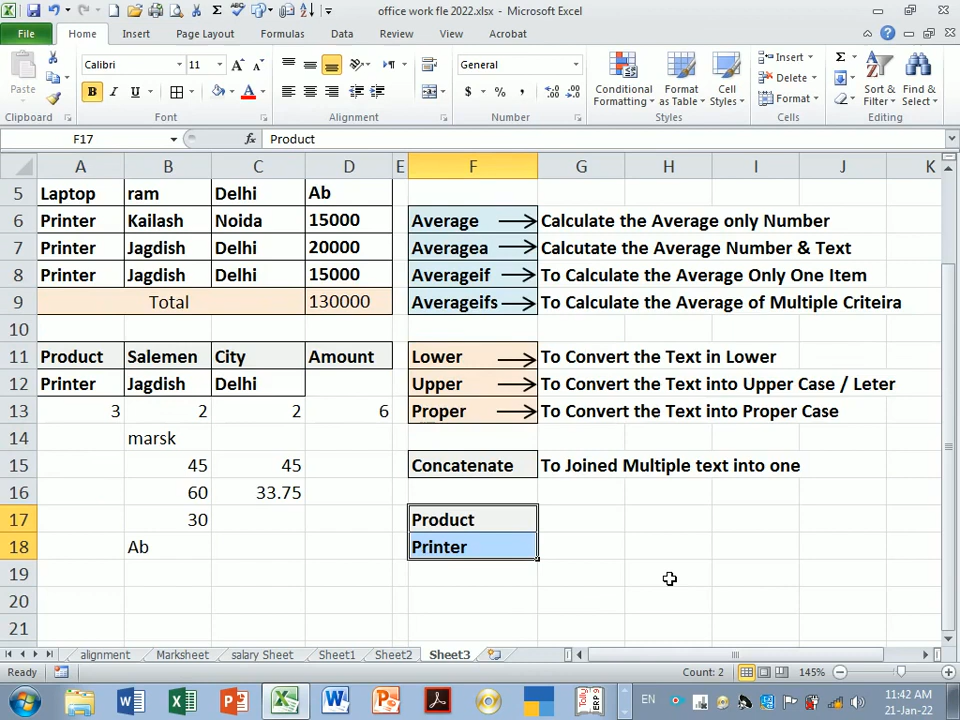 office work fle 2022.xlsx - Microsoft Excel
File Home Insert Page Layout Formulas Data Review View Acrobat
Calibri 11 General
Paste B I U $ % ,
Conditional Formatting Format as Table Cell Styles
Insert Delete Format
Sort & Filter Find & Select
Clipboard Font Alignment Number Styles Cells Editing
F17 fx Product
A B C D E F G H I J K
5 Laptop ram Delhi Ab
6 Printer Kailash Noida 15000 Average Calculate the Average only Number
7 Printer Jagdish Delhi 20000 Averagea Calcutate the Average Number & Text
8 Printer Jagdish Delhi 15000 Averageif To Calculate the Average Only One Item
9 Total 130000 Averageifs To Calculate the Average of Multiple Criteira
10
11 Product Salemen City Amount Lower To Convert the Text in Lower
12 Printer Jagdish Delhi Upper To Convert the Text into Upper Case / Leter
13 3 2 2 6 Proper To Convert the Text into Proper Case
14 marsk
15 45 45 Concatenate To Joined Multiple text into one
16 60 33.75
17 30 Product
18 Ab Printer
19
20
21
alignment Marksheet salary Sheet Sheet1 Sheet2 Sheet3
Ready Count: 2 145%
EN 11:42 AM
21-Jan-22